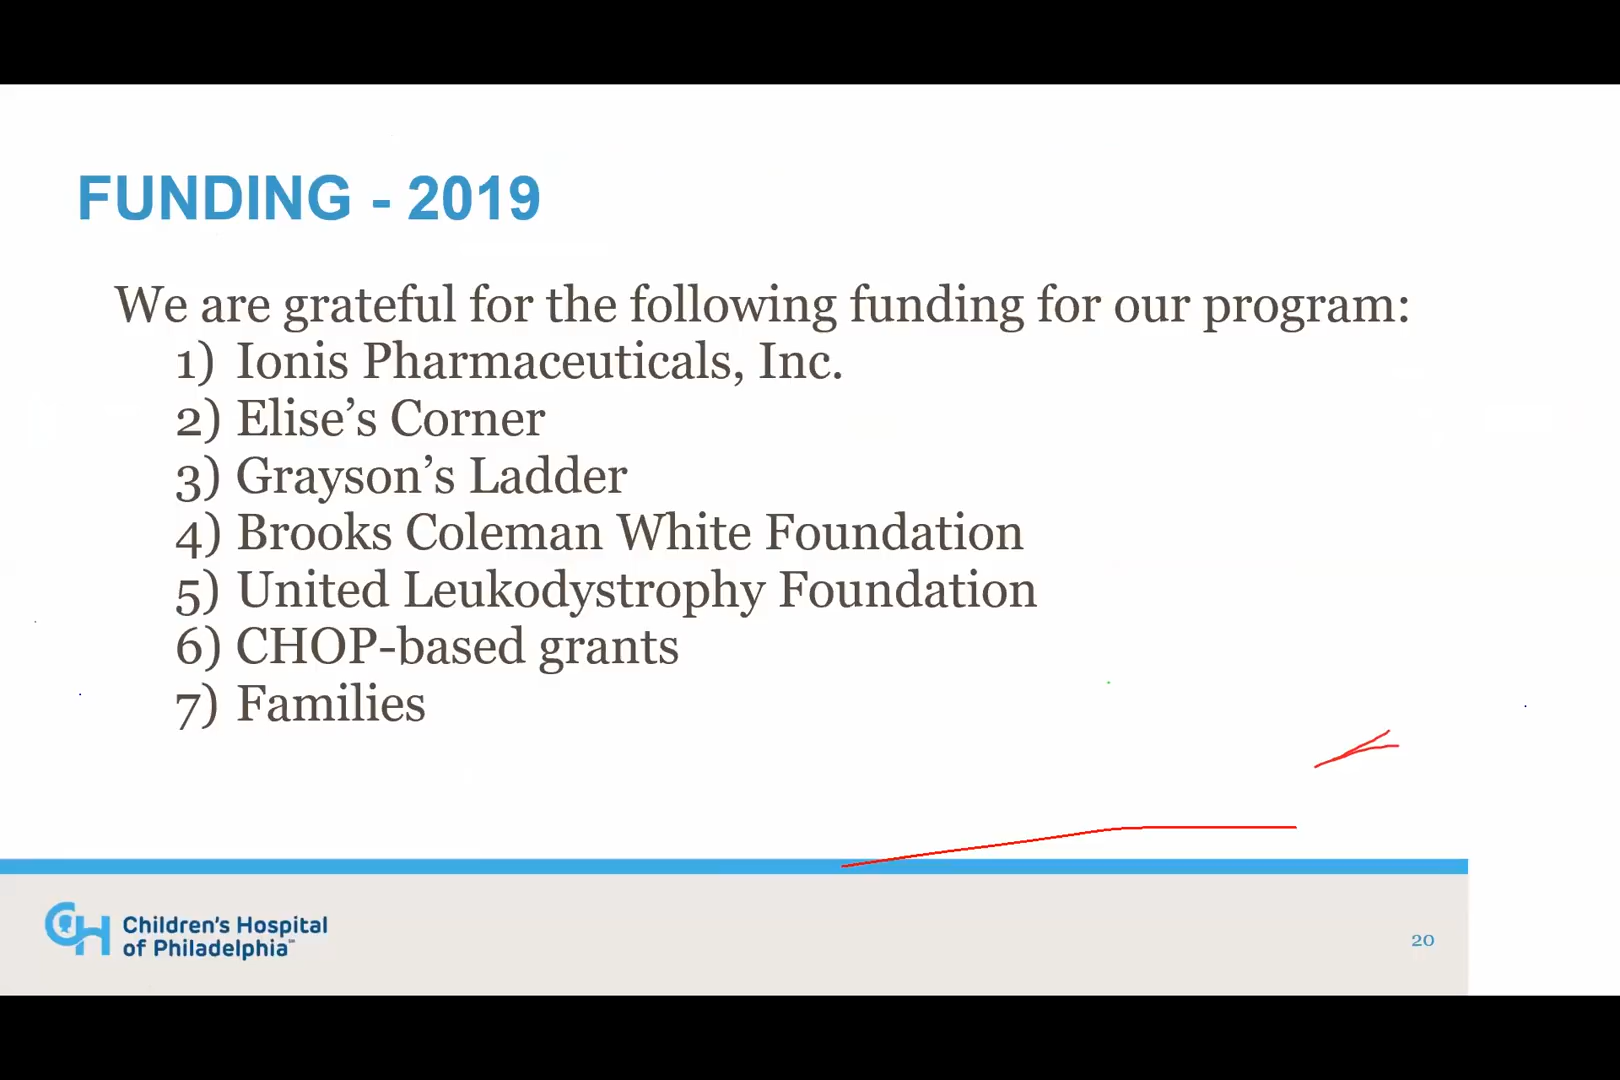 FUNDING - 2019
We are grateful for the following funding for our program:
1) Ionis Pharmaceuticals, Inc.
2) Elise’s Corner
3) Grayson’s Ladder
4) Brooks Coleman White Foundation
5) United Leukodystrophy Foundation
6) CHOP-based grants
7) Families
Children's Hospital
of Philadelphia℠
20